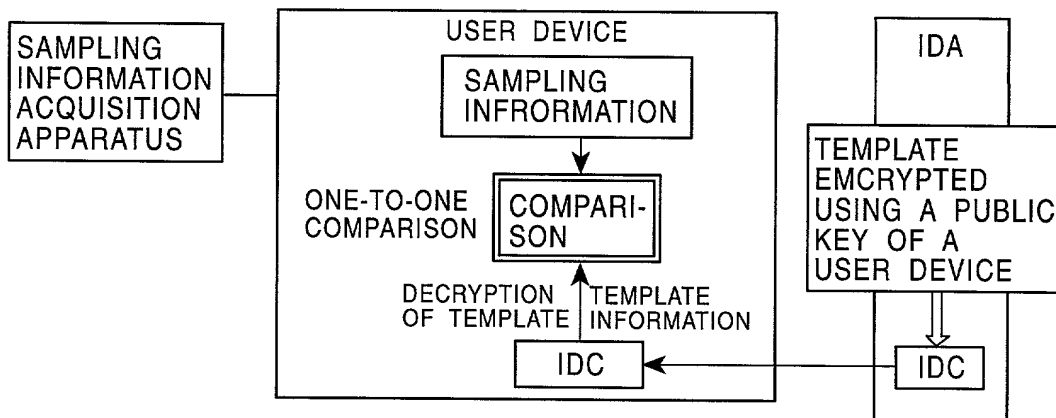 SAMPLING
INFORMATION
ACQUISITION
APPARATUS
USER DEVICE
SAMPLING
INFRORMATION
ONE-TO-ONE
COMPARISON
COMPARI-
SON
DECRYPTION
OF TEMPLATE
TEMPLATE
INFORMATION
IDC
IDA
TEMPLATE
EMCRYPTED
USING A PUBLIC
KEY OF A
USER DEVICE
IDC